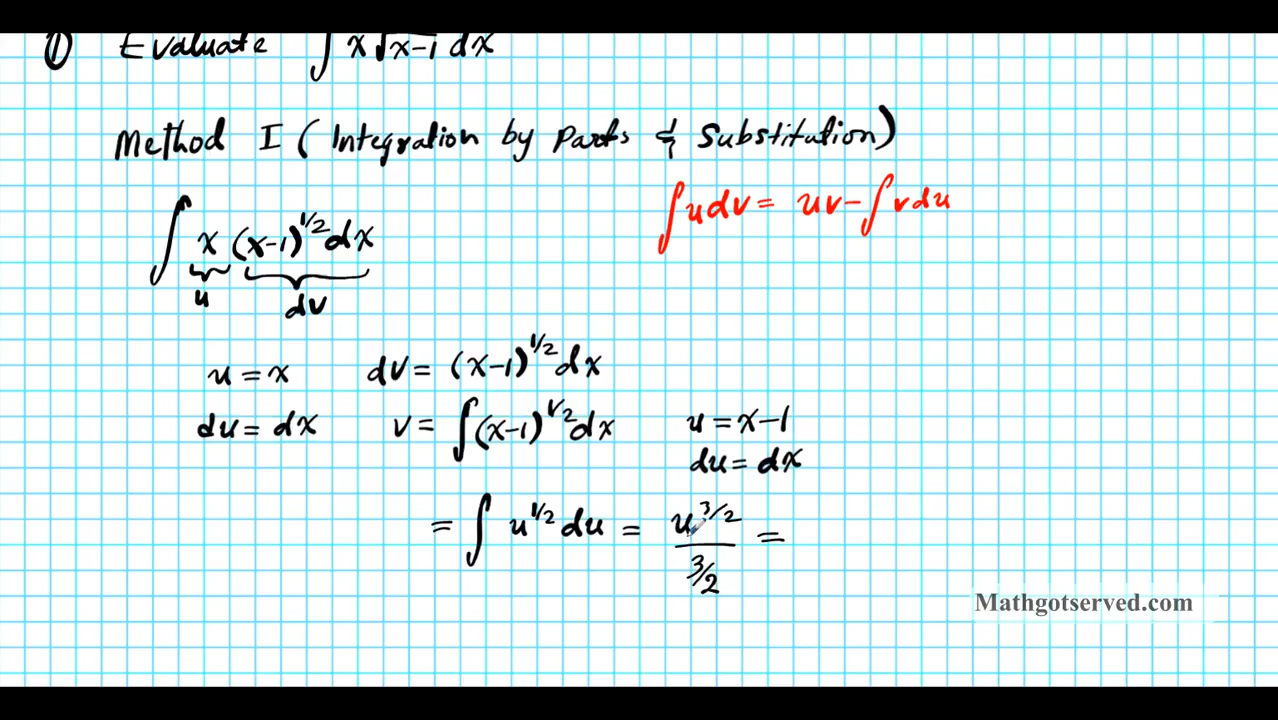 ① Evaluate ∫ x √x-1 dx
Method I ( Integration by Parts & Substitution)
∫ u dv = uv - ∫ v du
∫ x (x-1)^1/2 dx
u dv
u = x dv = (x-1)^1/2 dx
du = dx v = ∫ (x-1)^1/2 dx u = x-1
du = dx
= ∫ u^1/2 du = u^3/2 / 3/2 =
Mathgotserved.com